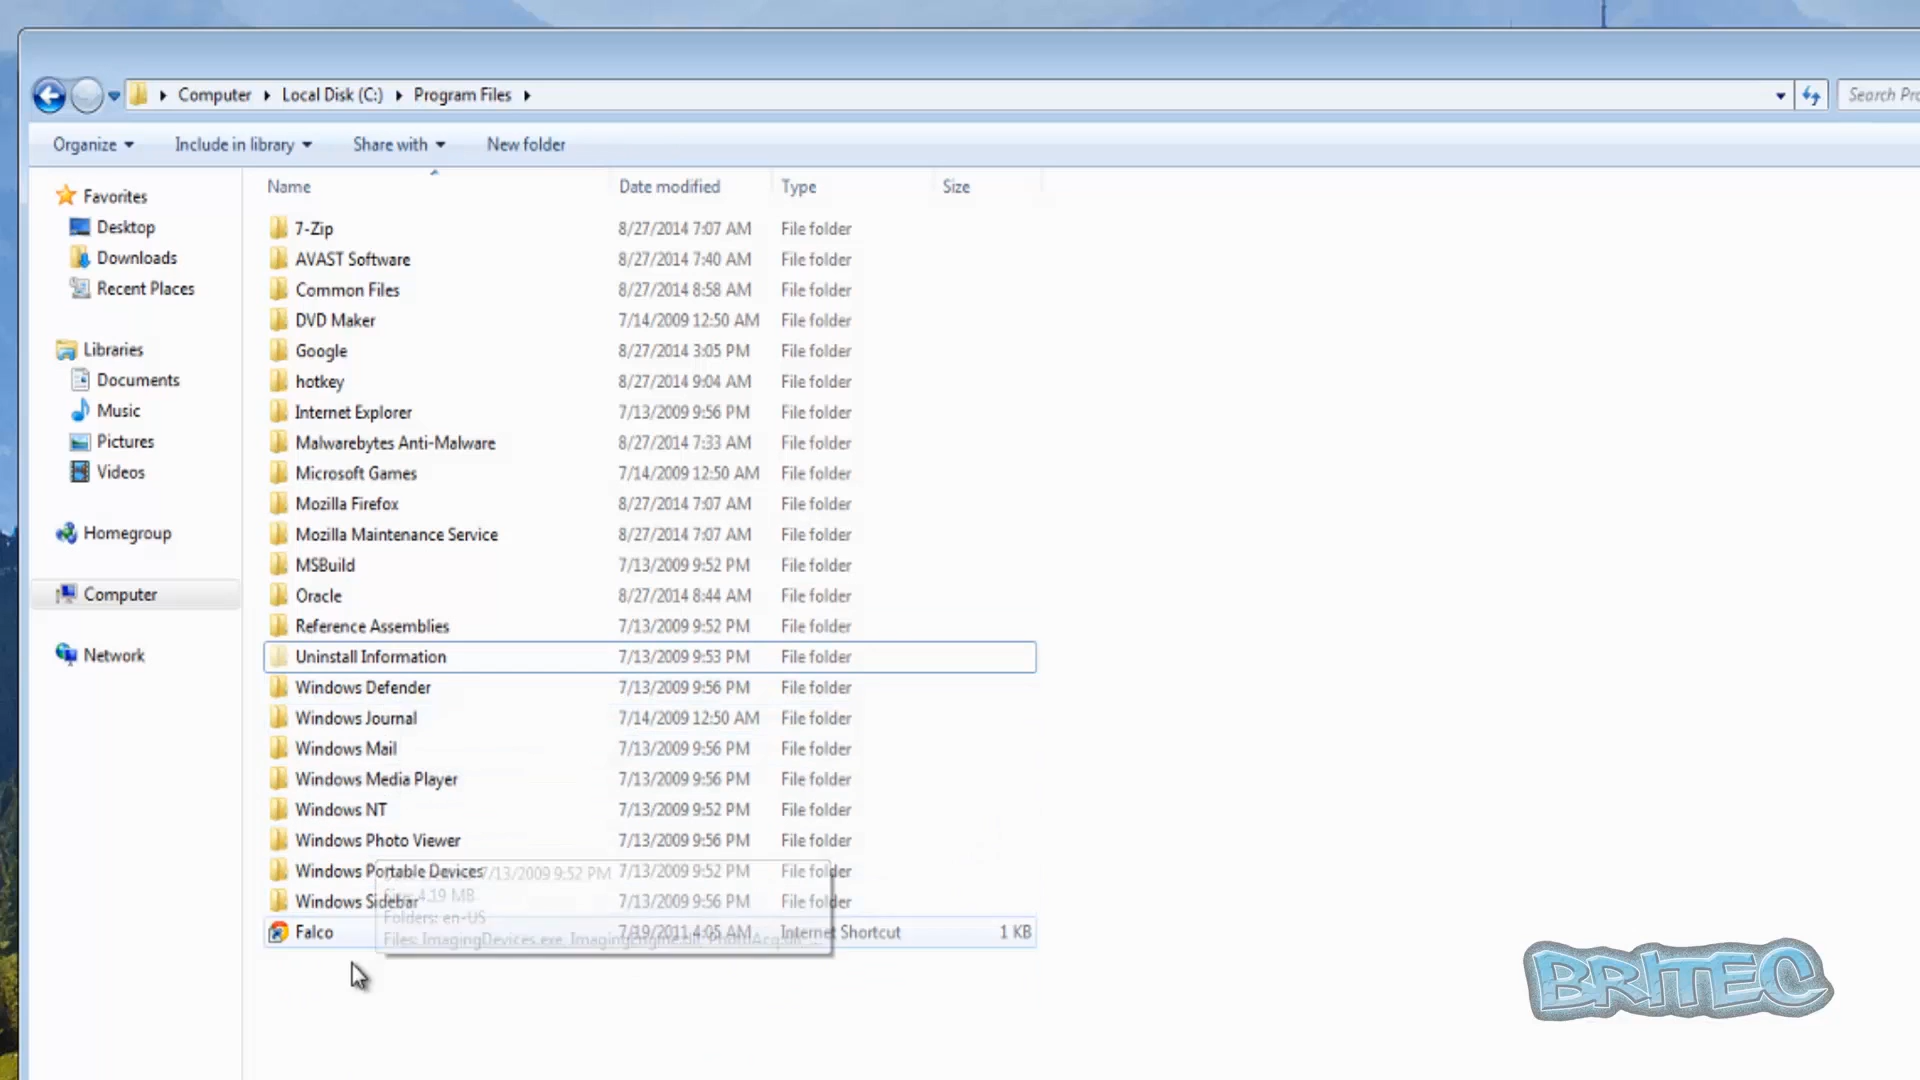 Computer Local Disk (C:) Program Files Search Pro
Organize Include in library Share with New folder
Name Date modified Type Size
Favorites
Desktop
Downloads
Recent Places
Libraries
Documents
Music
Pictures
Videos
Homegroup
Computer
Network
7-Zip 8/27/2014 7:07 AM File folder
AVAST Software 8/27/2014 7:40 AM File folder
Common Files 8/27/2014 8:58 AM File folder
DVD Maker 7/14/2009 12:50 AM File folder
Google 8/27/2014 3:05 PM File folder
hotkey 8/27/2014 9:04 AM File folder
Internet Explorer 7/13/2009 9:56 PM File folder
Malwarebytes Anti-Malware 8/27/2014 7:33 AM File folder
Microsoft Games 7/14/2009 12:50 AM File folder
Mozilla Firefox 8/27/2014 7:07 AM File folder
Mozilla Maintenance Service 8/27/2014 7:07 AM File folder
MSBuild 7/13/2009 9:52 PM File folder
Oracle 8/27/2014 8:44 AM File folder
Reference Assemblies 7/13/2009 9:52 PM File folder
Uninstall Information 7/13/2009 9:53 PM File folder
Windows Defender 7/13/2009 9:56 PM File folder
Windows Journal 7/14/2009 12:50 AM File folder
Windows Mail 7/13/2009 9:56 PM File folder
Windows Media Player 7/13/2009 9:56 PM File folder
Windows NT 7/13/2009 9:52 PM File folder
Windows Photo Viewer 7/13/2009 9:56 PM File folder
Windows Portable Devices 7/13/2009 9:52 PM File folder
Windows Sidebar 7/13/2009 9:56 PM File folder
Falco 7/19/2011 4:05 AM Internet Shortcut 1 KB
7/13/2009 9:52 PM
Size: 4.19 MB
Folders: en-US
Files: ImagingDevices.exe, ImagingEngine.dll,
BRITEC